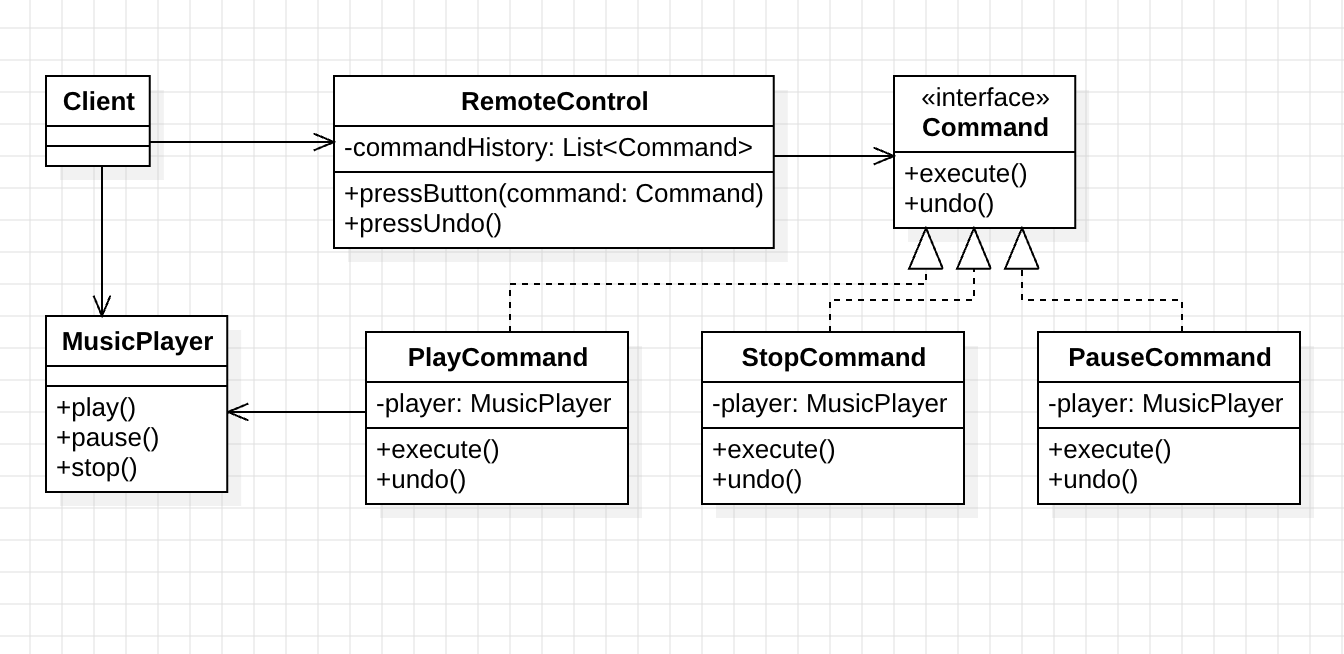 Client
RemoteControl
-commandHistory: List<Command>
+pressButton(command: Command)
+pressUndo()
«interface»
Command
+execute()
+undo()
MusicPlayer
+play()
+pause()
+stop()
PlayCommand
-player: MusicPlayer
+execute()
+undo()
StopCommand
-player: MusicPlayer
+execute()
+undo()
PauseCommand
-player: MusicPlayer
+execute()
+undo()